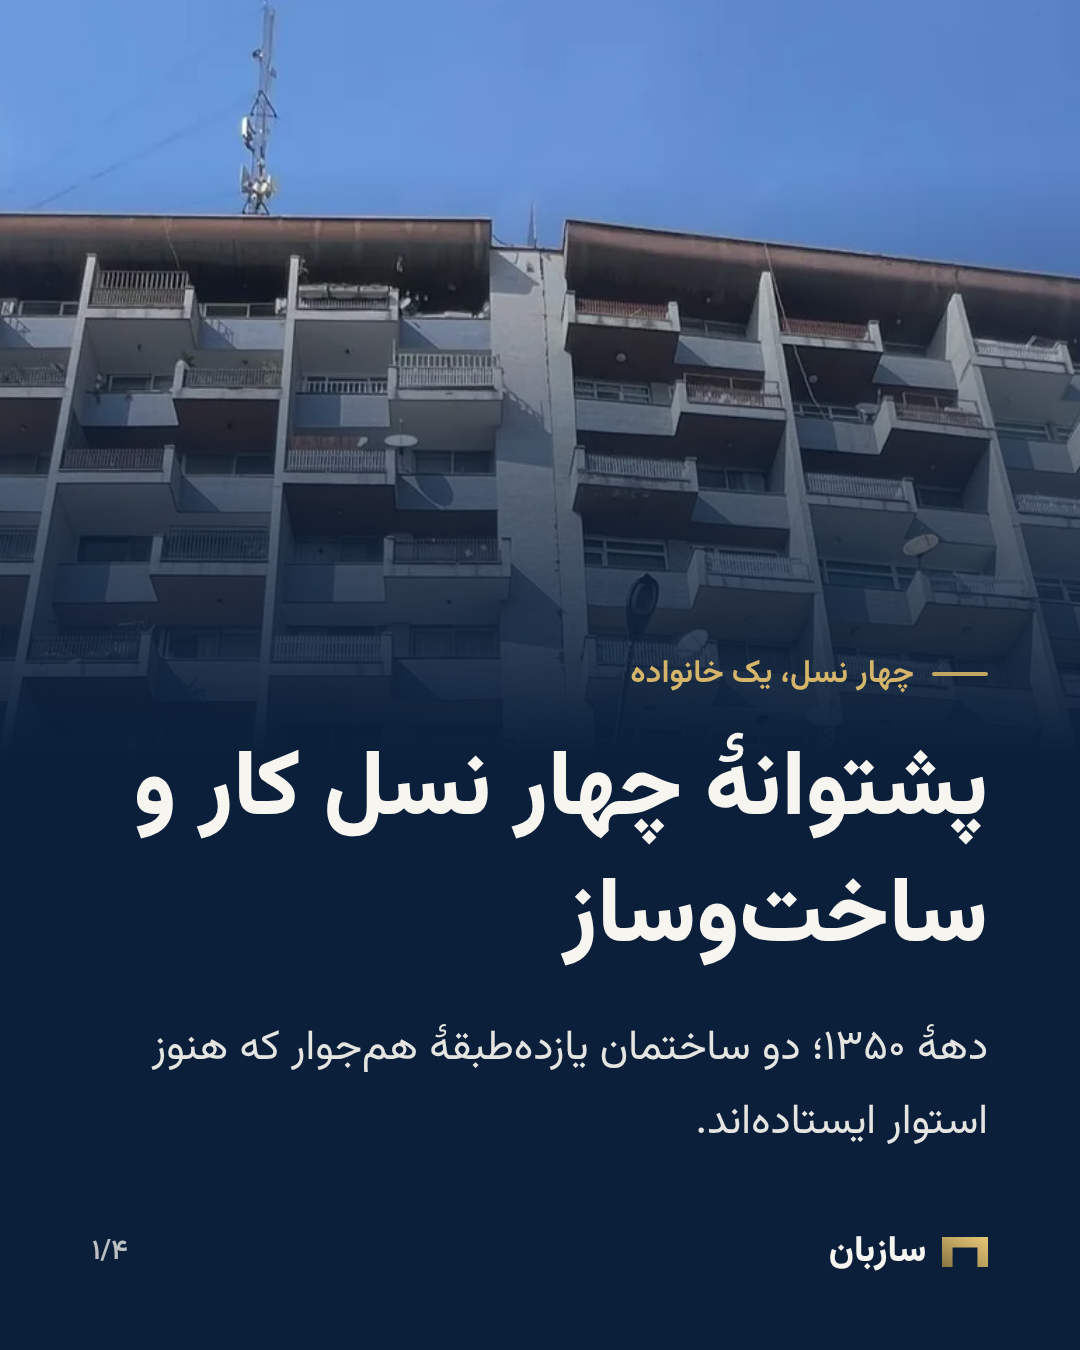 چهار نسل، یک خانواده
پشتوانهٔ چهار نسل کار و
ساخت‌وساز
دههٔ ۱۳۵۰؛ دو ساختمان یازده‌طبقهٔ هم‌جوار که هنوز
استوار ایستاده‌اند.
سازبان
۱/۴